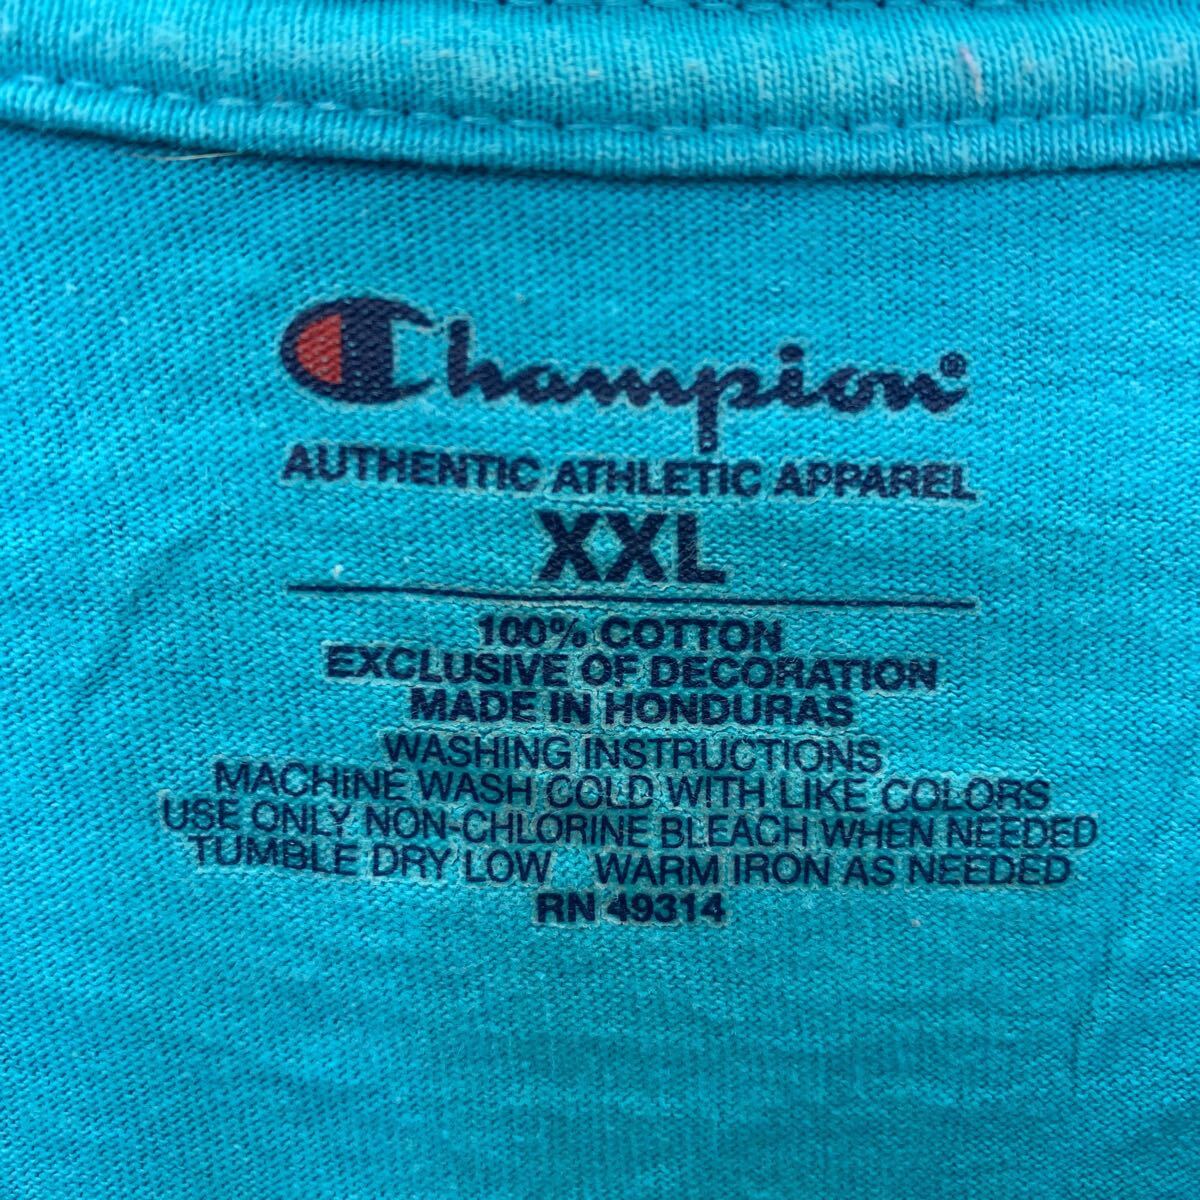 Champion®
AUTHENTIC ATHLETIC APPAREL
XXL
100% COTTON
EXCLUSIVE OF DECORATION
MADE IN HONDURAS
WASHING INSTRUCTIONS
MACHINE WASH COLD WITH LIKE COLORS
USE ONLY NON-CHLORINE BLEACH WHEN NEEDED
TUMBLE DRY LOW WARM IRON AS NEEDED
RN 49314